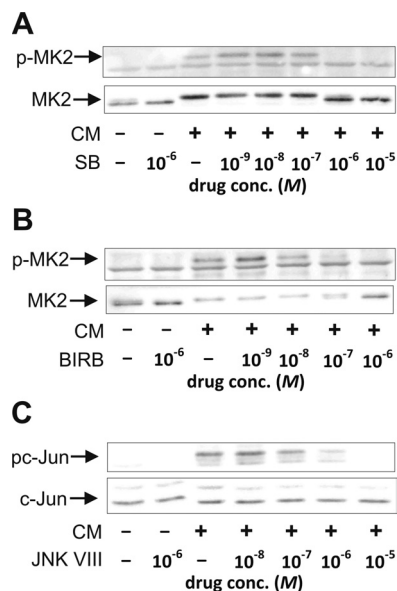 A
p-MK2
MK2
CM – – + + + + + +
SB – 10⁻⁶ – 10⁻⁹ 10⁻⁸ 10⁻⁷ 10⁻⁶ 10⁻⁵
drug conc. (M)
B
p-MK2
MK2
CM – – + + + + +
BIRB – 10⁻⁶ – 10⁻⁹ 10⁻⁸ 10⁻⁷ 10⁻⁶
drug conc. (M)
C
pc-Jun
c-Jun
CM – – + + + + +
JNK VIII – 10⁻⁶ – 10⁻⁸ 10⁻⁷ 10⁻⁶ 10⁻⁵
drug conc. (M)